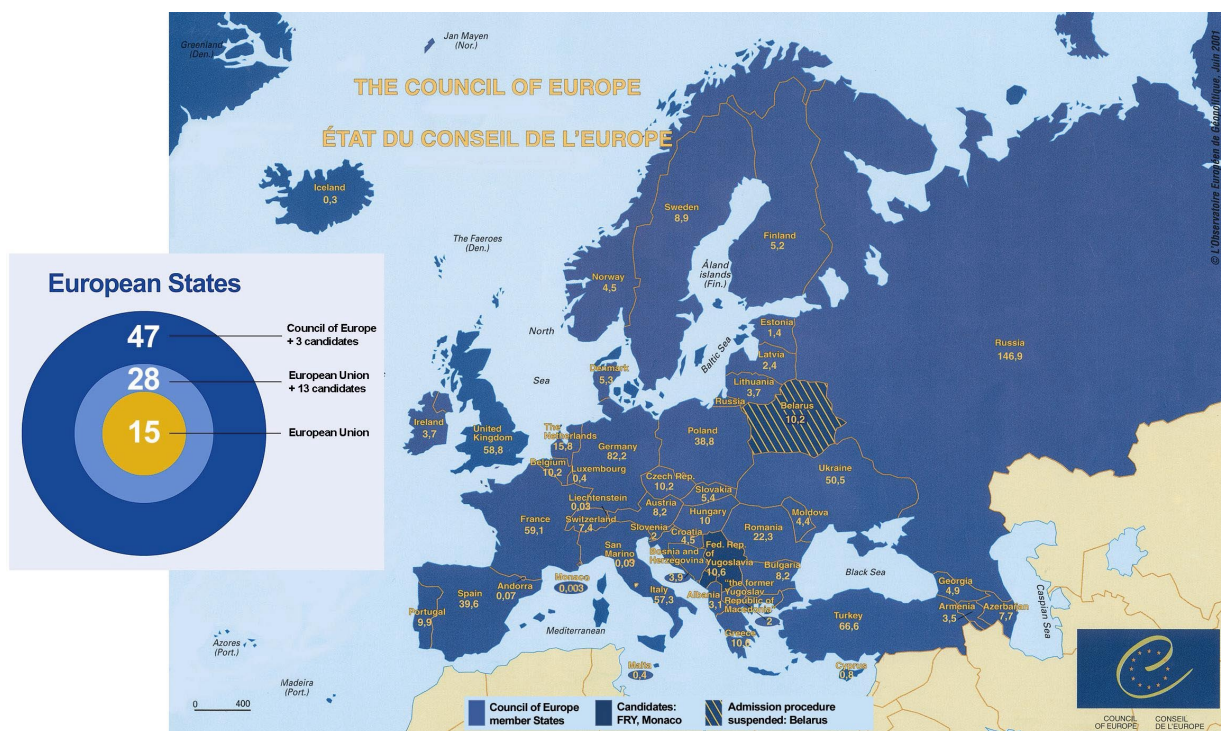 Greenland
(Den.)
Jan Mayen
(Nor.)
THE COUNCIL OF EUROPE
ÉTAT DU CONSEIL DE L'EUROPE
© L'Observatoire Européen de Géopolitique, Juin 2001
Iceland
0,3
Sweden
8,9
Finland
5,2
The Faeroes
(Den.)
Norway
4,5
Åland
islands
(Fin.)
European States
47
Council of Europe
+ 3 candidates
28
European Union
+ 13 candidates
15
European Union
North
Sea
Baltic Sea
Estonia
1,4
Latvia
2,4
Lithuania
3,7
Russia
Russia
146,9
Belarus
10,2
Denmark
5,3
Ireland
3,7
United
Kingdom
58,8
The
Netherlands
15,8
Belgium
10,2
Luxembourg
0,4
Germany
82,2
Poland
38,8
Ukraine
50,5
Czech Rep.
10,2
Slovakia
5,4
Liechtenstein
0,03
Austria
8,2
Hungary
10
Moldova
4,4
France
59,1
Switzerland
7,4
Slovenia
2
Croatia
4,5
Romania
22,3
San
Marino
0,03
Bosnia and
Herzegovina
3,9
Fed. Rep.
of
Yugoslavia
10,6
Bulgaria
8,2
Black Sea
Georgia
4,9
Caspian Sea
Andorra
0,07
Monaco
0,003
Spain
39,6
Portugal
9,9
Italy
57,3
Albania
3,1
"the former
Yugoslav
Republic of
Macedonia"
2
Turkey
66,6
Armenia
3,5
Azerbaijan
7,7
Greece
Mediterranean
Azores
(Port.)
Madeira
(Port.)
Malta
0,4
Cyprus
0,8
0 400
Council of Europe
member States
Candidates:
FRY, Monaco
Admission procedure
suspended: Belarus
COUNCIL
OF EUROPE
CONSEIL
DE L'EUROPE